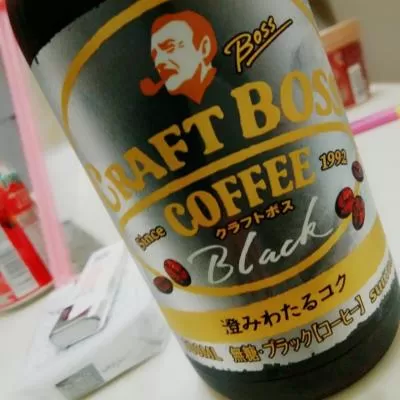 BOSS
CRAFT BOSS
Since
COFFEE
1992
クラフトボス
Black
澄みわたるコク
500ML
無糖・ブラック【コーヒー】